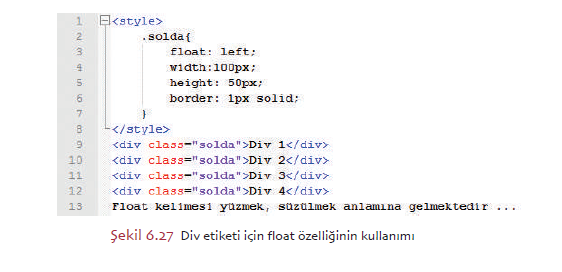 1 <style>
2 .solda{
3 float: left;
4 width:100px;
5 height: 50px;
6 border: 1px solid;
7 }
8 </style>
9 <div class="solda">Div 1</div>
10 <div class="solda">Div 2</div>
11 <div class="solda">Div 3</div>
12 <div class="solda">Div 4</div>
13 Float kelimesi yüzmek, süzülmek anlamına gelmektedir ...
Şekil 6.27 Div etiketi için float özelliğinin kullanımı